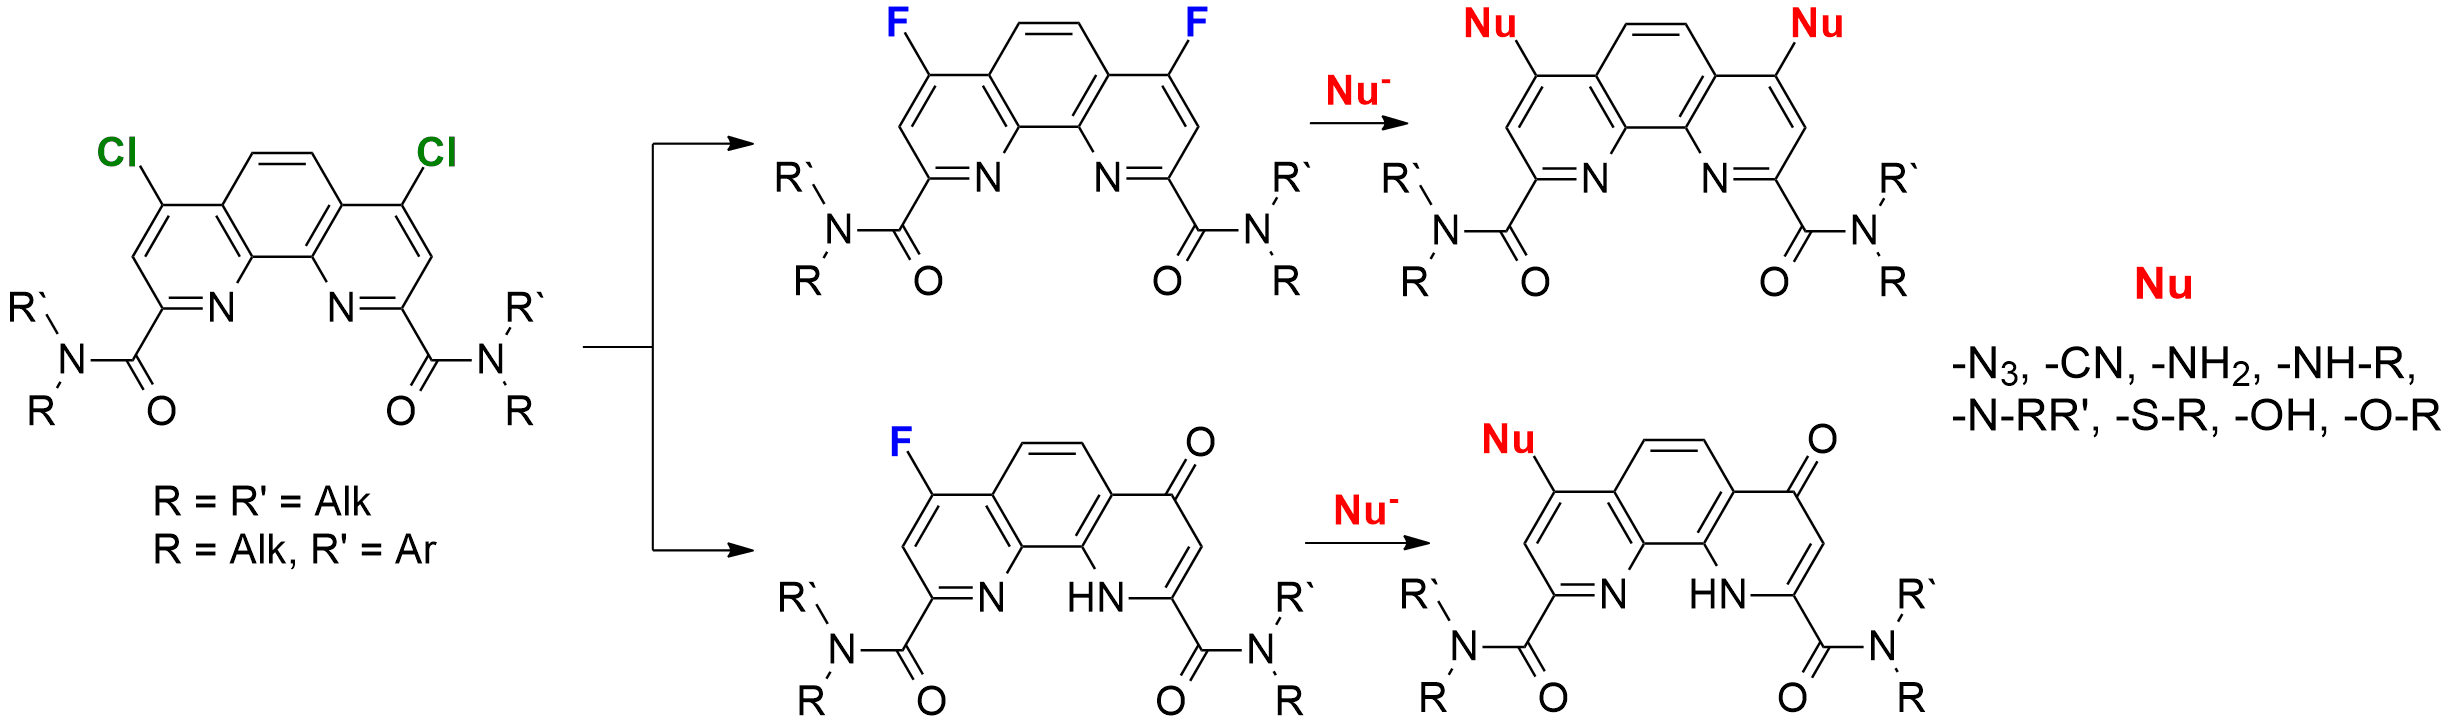 F F Nu Nu
Nu-
Cl Cl
R` N N R` R` N N R`
N N N N
R O O R R O O R
R` N N R`
N N
R O O R
Nu
-N3, -CN, -NH2, -NH-R,
-N-RR', -S-R, -OH, -O-R
F O Nu O
R = R' = Alk
Nu-
R = Alk, R' = Ar
R` N HN R` R` N HN R`
N N N N
R O O R R O O R